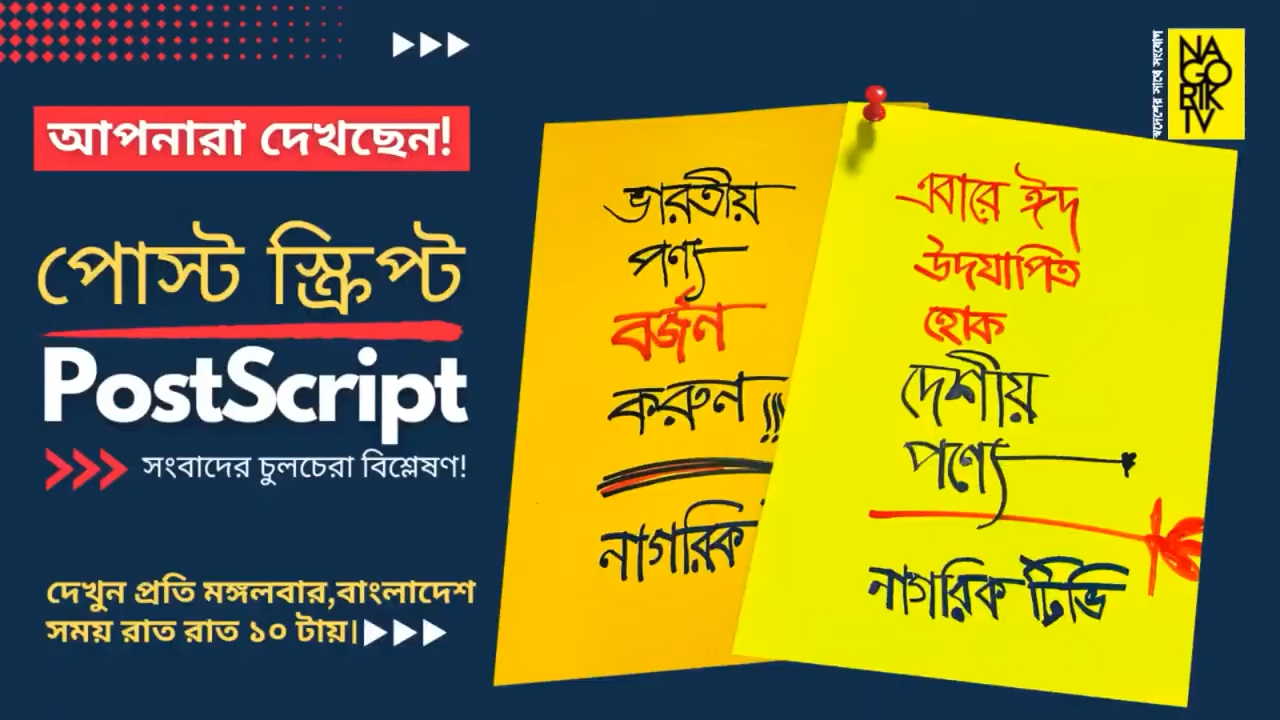 আপনারা দেখছেন!
পোস্ট স্ক্রিপ্ট
PostScript
সংবাদের চুলচেরা বিশ্লেষণ!
দেখুন প্রতি মঙ্গলবার,বাংলাদেশ
সময় রাত রাত ১০ টায়।
ভারতীয়
পণ্য
বর্জন
করুন !!!
নাগরিক
এবারে ঈদ
উদযাপিত
হোক
দেশীয়
পণ্যে
নাগরিক টিভি
NA
GO
RIK
TV